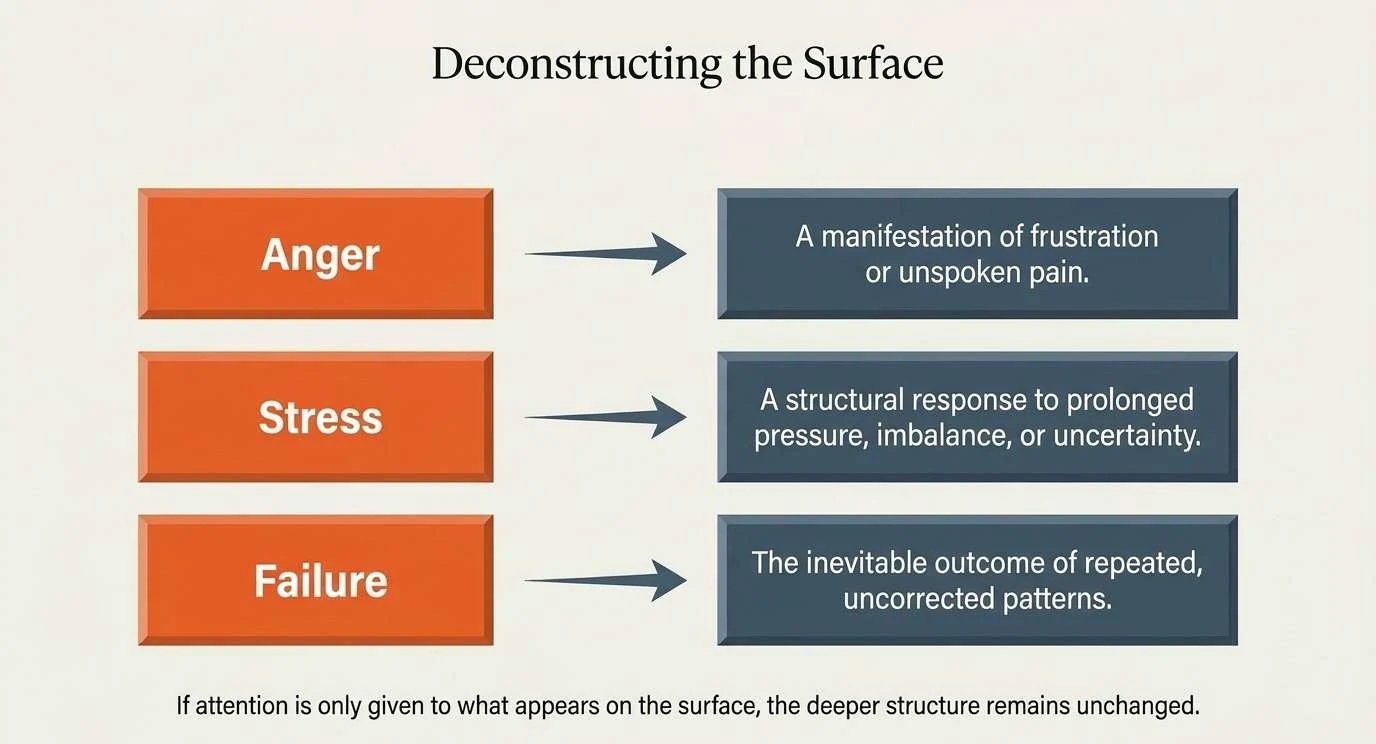 Deconstructing the Surface
Anger
A manifestation of frustration
or unspoken pain.
Stress
A structural response to prolonged
pressure, imbalance, or uncertainty.
Failure
The inevitable outcome of repeated,
uncorrected patterns.
If attention is only given to what appears on the surface, the deeper structure remains unchanged.